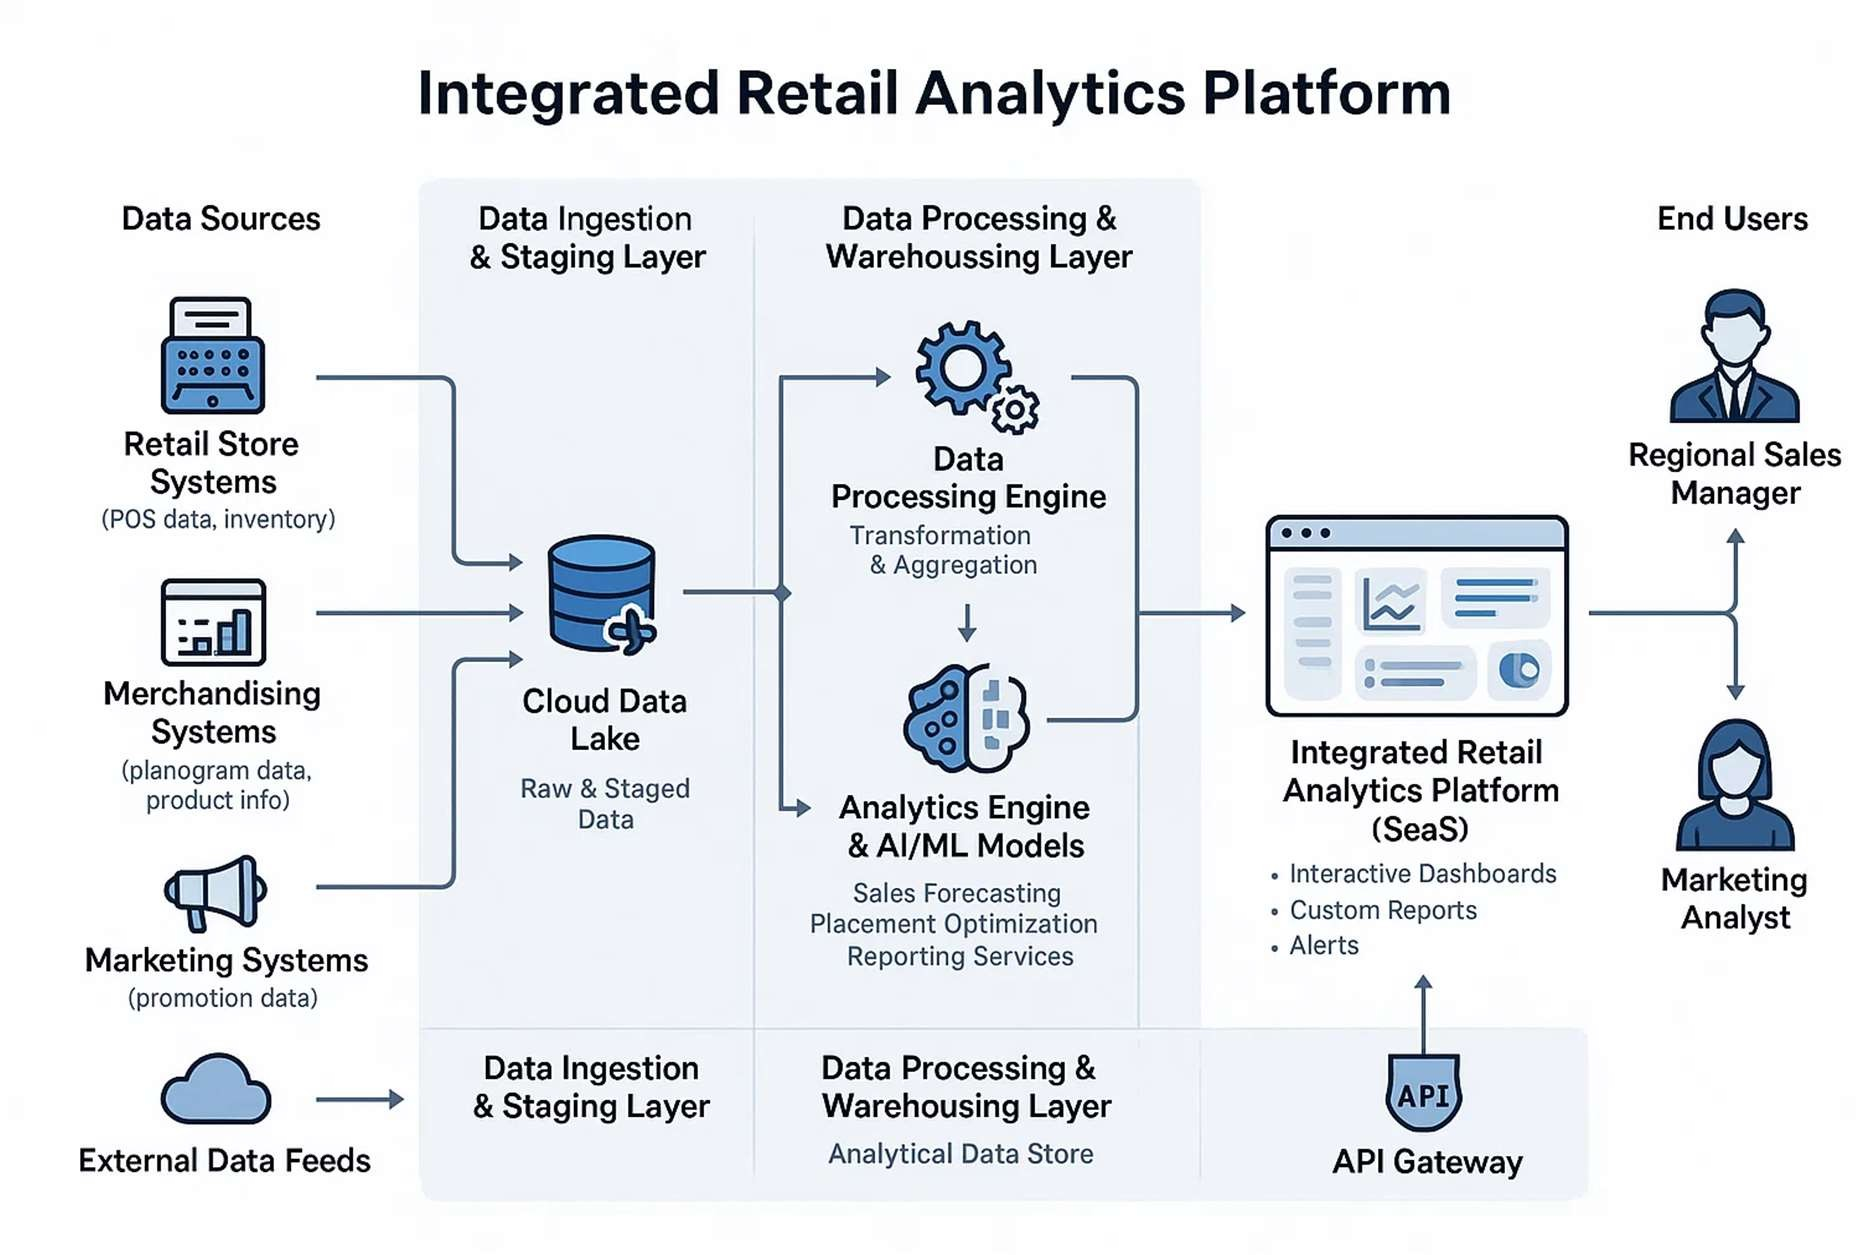 Integrated Retail Analytics Platform
Data Sources
Retail Store
Systems
(POS data, inventory)
Merchandising
Systems
(planogram data,
product info)
Marketing Systems
(promotion data)
External Data Feeds
Data Ingestion
& Staging Layer
Cloud Data
Lake
Raw & Staged
Data
Data Processing &
Warehoussing Layer
Data
Processing Engine
Transformation
& Aggregation
Analytics Engine
& AI/ML Models
Sales Forecasting
Placement Optimization
Reporting Services
Data Ingestion
& Staging Layer
Data Processing &
Warehousing Layer
Analytical Data Store
Integrated Retail
Analytics Platform
(SeaS)
• Interactive Dashboards
• Custom Reports
• Alerts
API
API Gateway
End Users
Regional Sales
Manager
Marketing
Analyst